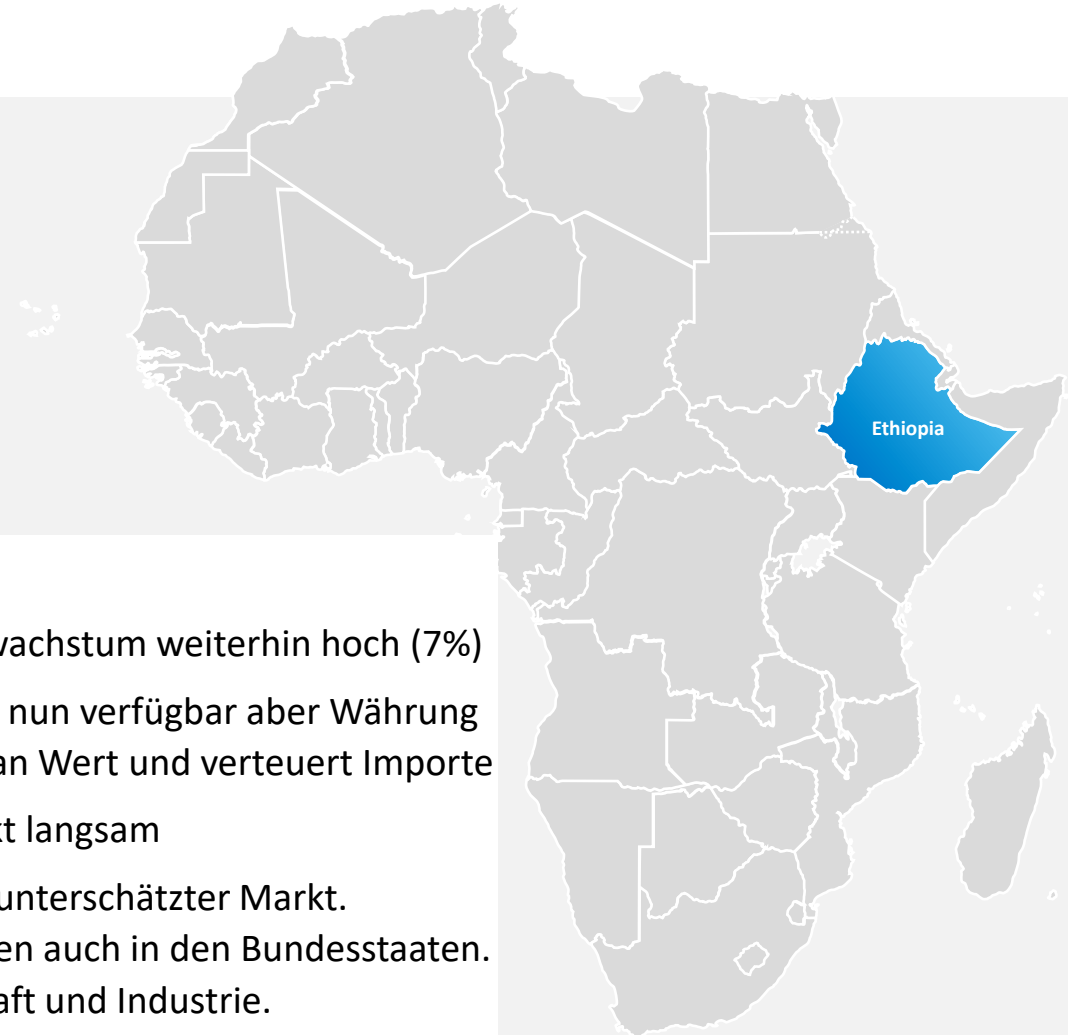 Ethiopia
wachstum weiterhin hoch (7%)
nun verfügbar aber Währung
an Wert und verteuert Importe
t langsam
unterschätzter Markt.
en auch in den Bundesstaaten.
aft und Industrie.